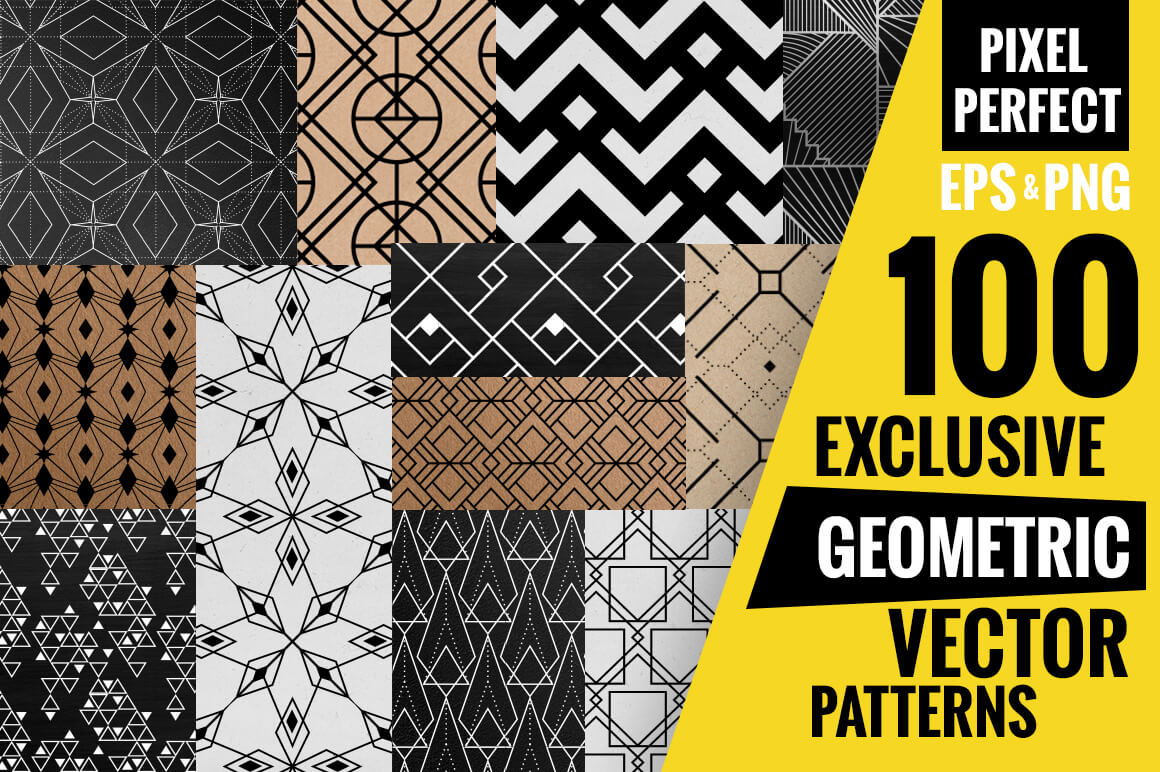 PIXEL
PERFECT
EPS & PNG
100
EXCLUSIVE
GEOMETRIC
VECTOR
PATTERNS